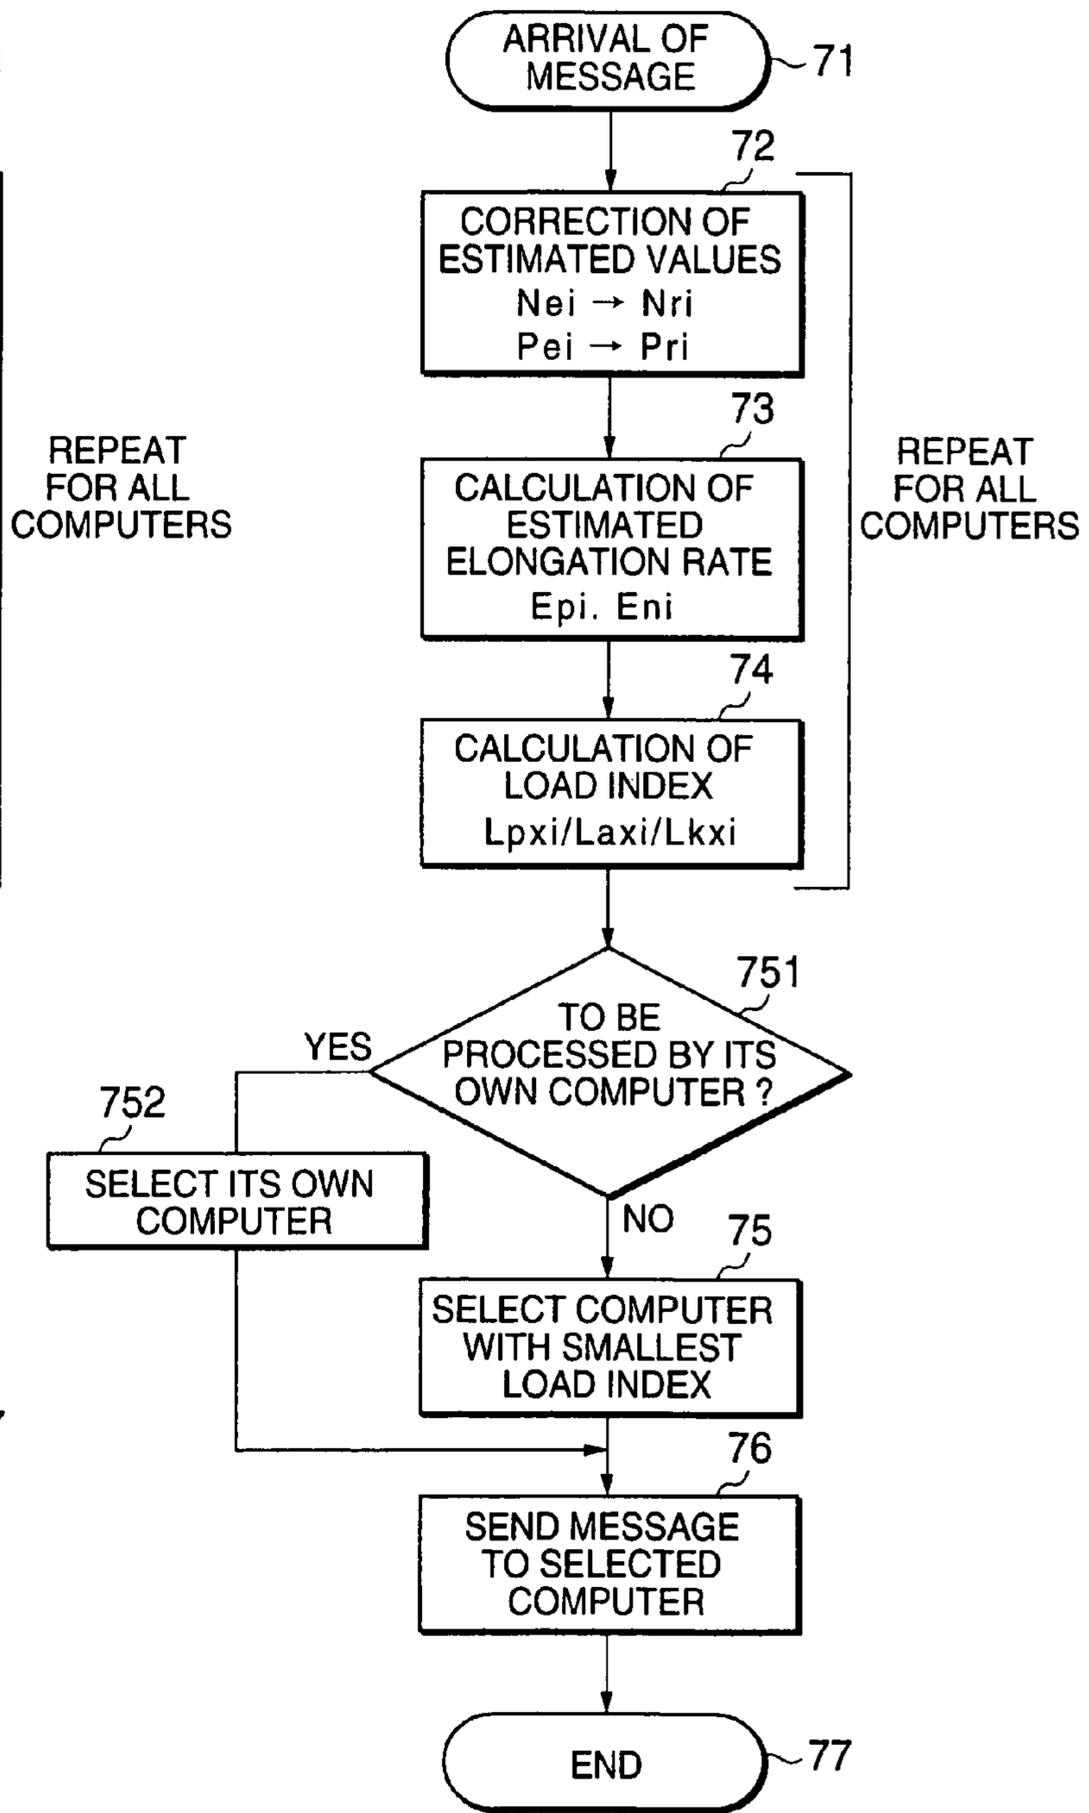 ARRIVAL OF
MESSAGE
71
72
CORRECTION OF
ESTIMATED VALUES
Nei → Nri
Pei → Pri
73
REPEAT
FOR ALL
COMPUTERS
CALCULATION OF
ESTIMATED
ELONGATION RATE
Epi. Eni
REPEAT
FOR ALL
COMPUTERS
74
CALCULATION OF
LOAD INDEX
Lpxi/Laxi/Lkxi
751
TO BE
PROCESSED BY ITS
OWN COMPUTER ?
YES
752
SELECT ITS OWN
COMPUTER
NO
75
SELECT COMPUTER
WITH SMALLEST
LOAD INDEX
76
SEND MESSAGE
TO SELECTED
COMPUTER
END
77